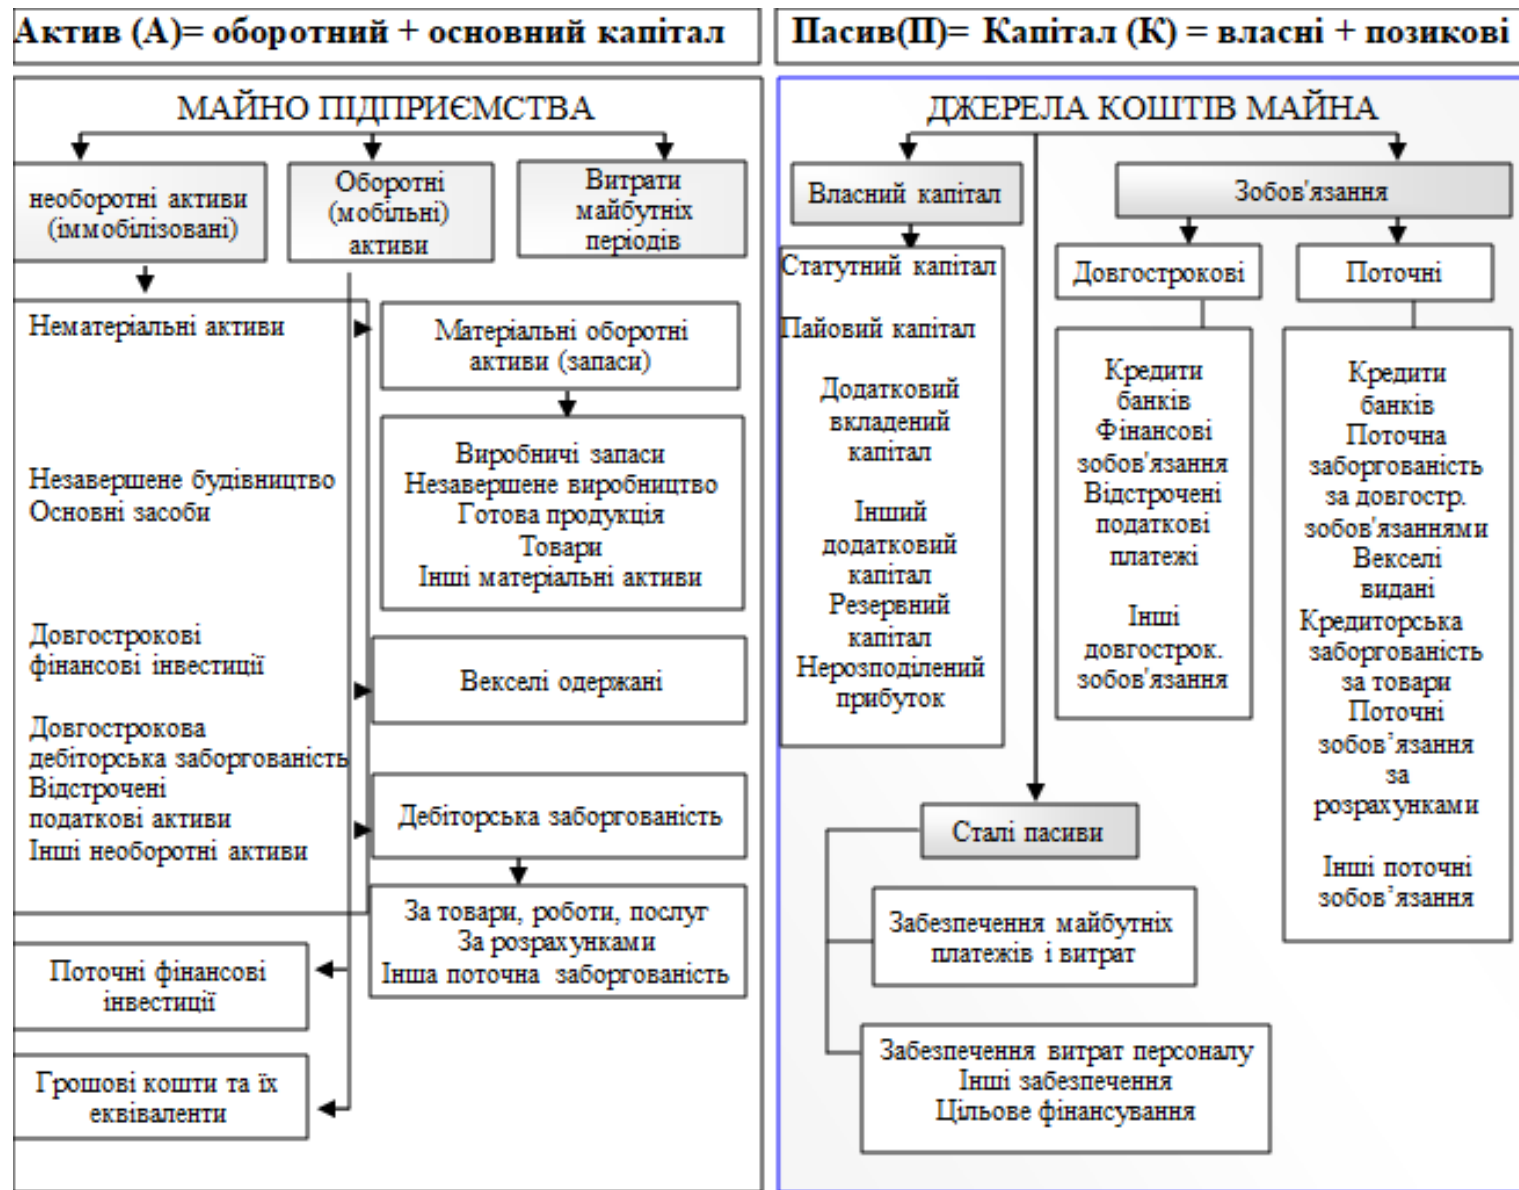 Актив (А)= оборотний + основний капітал
Пасив(П)= Капітал (К) = власні + позикові
МАЙНО ПІДПРИЄМСТВА
необоротні активи
(іммобілізовані)
Оборотні
(мобільні)
активи
Витрати
майбутніх
періодів
Нематеріальні активи
Незавершене будівництво
Основні засоби
Довгострокові
фінансові інвестиції
Довгострокова
дебіторська заборгованість
Відстрочені
податкові активи
Інші необоротні активи
Матеріальні оборотні
активи (запаси)
Виробничі запаси
Незавершене виробництво
Готова продукція
Товари
Інші матеріальні активи
Векселі одержані
Дебіторська заборгованість
За товари, роботи, послуг
За розрахунками
Інша поточна заборгованість
Поточні фінансові
інвестиції
Грошові кошти та їх
еквіваленти
ДЖЕРЕЛА КОШТІВ МАЙНА
Власний капітал
Статутний капітал
Пайовий капітал
Додатковий
вкладений
капітал
Інший
додатковий
капітал
Резервний
капітал
Нерозподілений
прибуток
Зобов'язання
Довгострокові
Кредити
банків
Фінансові
зобов'язання
Відстрочені
податкові
платежі
Інші
довгострок.
зобов'язання
Поточні
Кредити
банків
Поточна
заборгованість
за довгостр.
зобов'язаннями
Векселі
видані
Кредиторська
заборгованість
за товари
Поточні
зобов’язання
за
розрахунками
Інші поточні
зобов’язання
Сталі пасиви
Забезпечення майбутніх
платежів і витрат
Забезпечення витрат персоналу
Інші забезпечення
Цільове фінансування